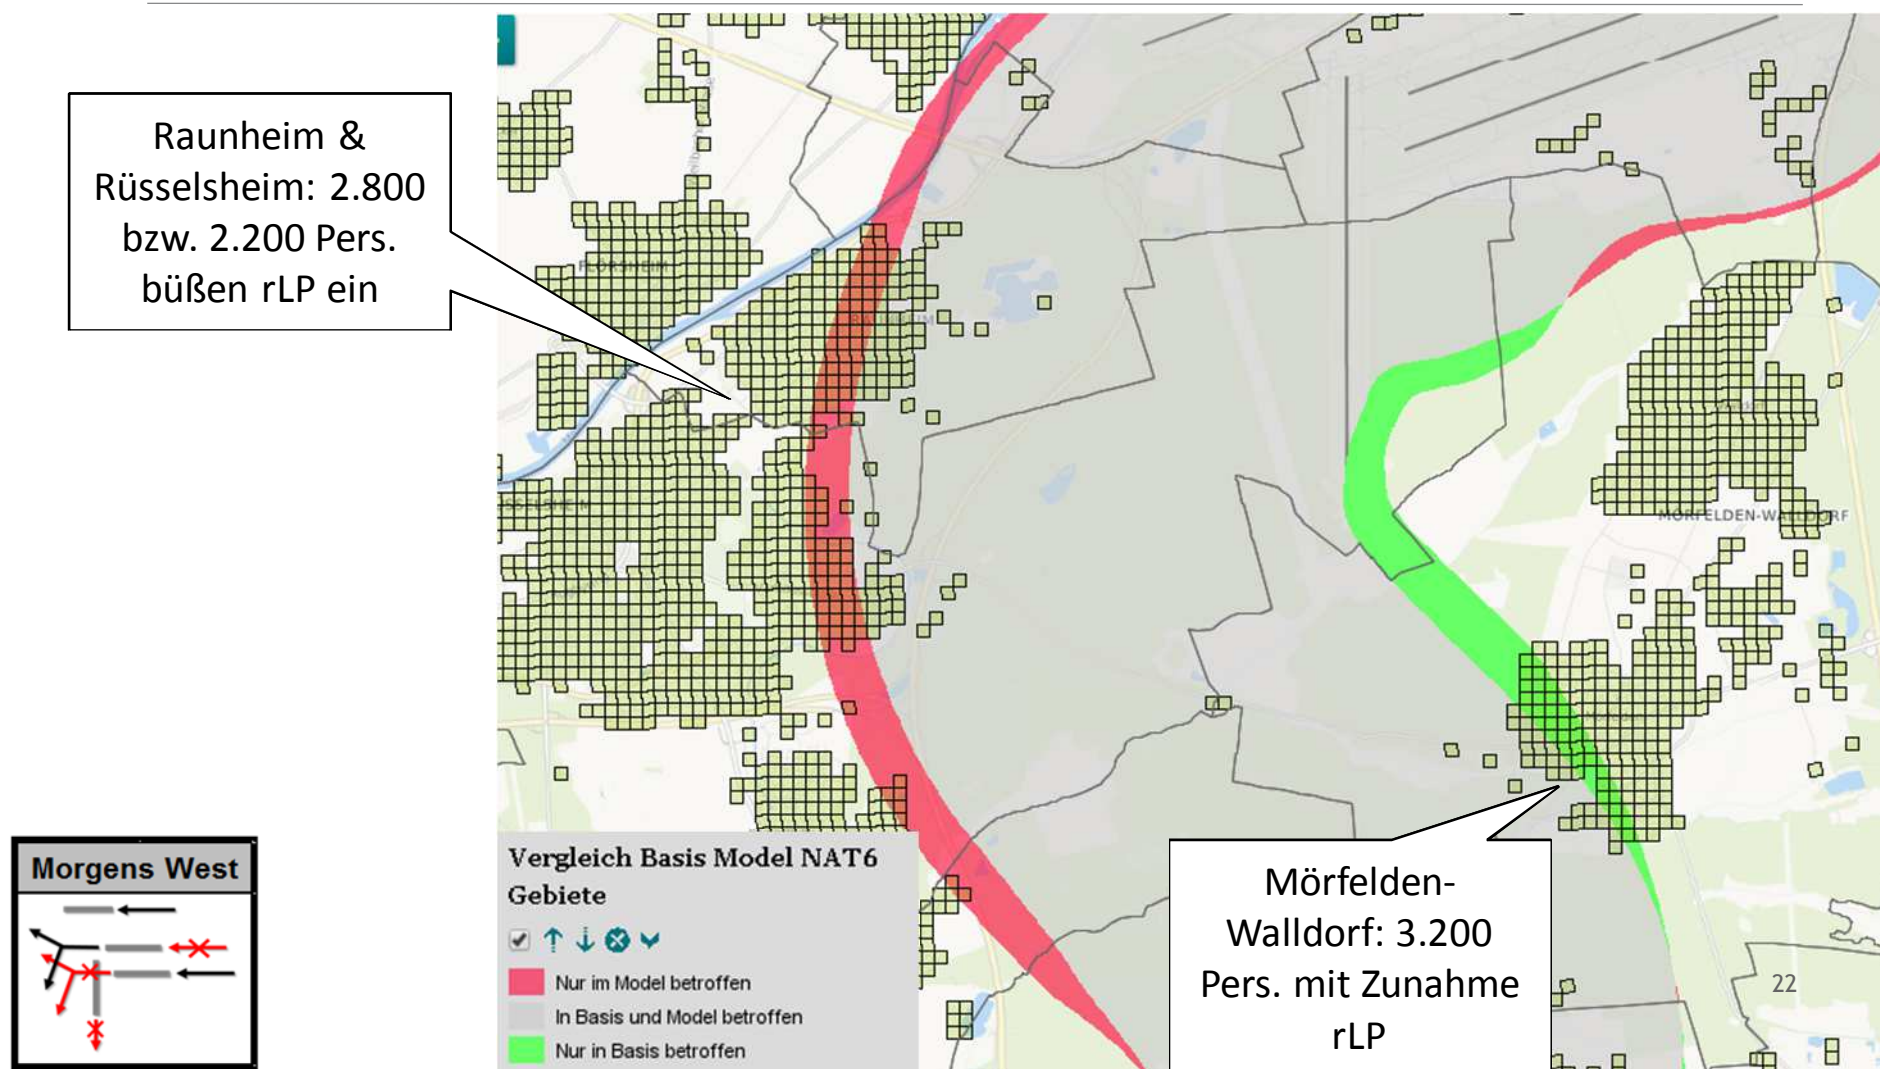 Raunheim &
Rüsselsheim: 2.800
bzw. 2.200 Pers.
büßen rLP ein
FLÖRSHEIM
RAUNHEIM
MÖRFELDEN-WALLDORF
Morgens West
Vergleich Basis Model NAT6
Gebiete
Nur im Model betroffen
In Basis und Model betroffen
Nur in Basis betroffen
Mörfelden-
Walldorf: 3.200
Pers. mit Zunahme
rLP
22